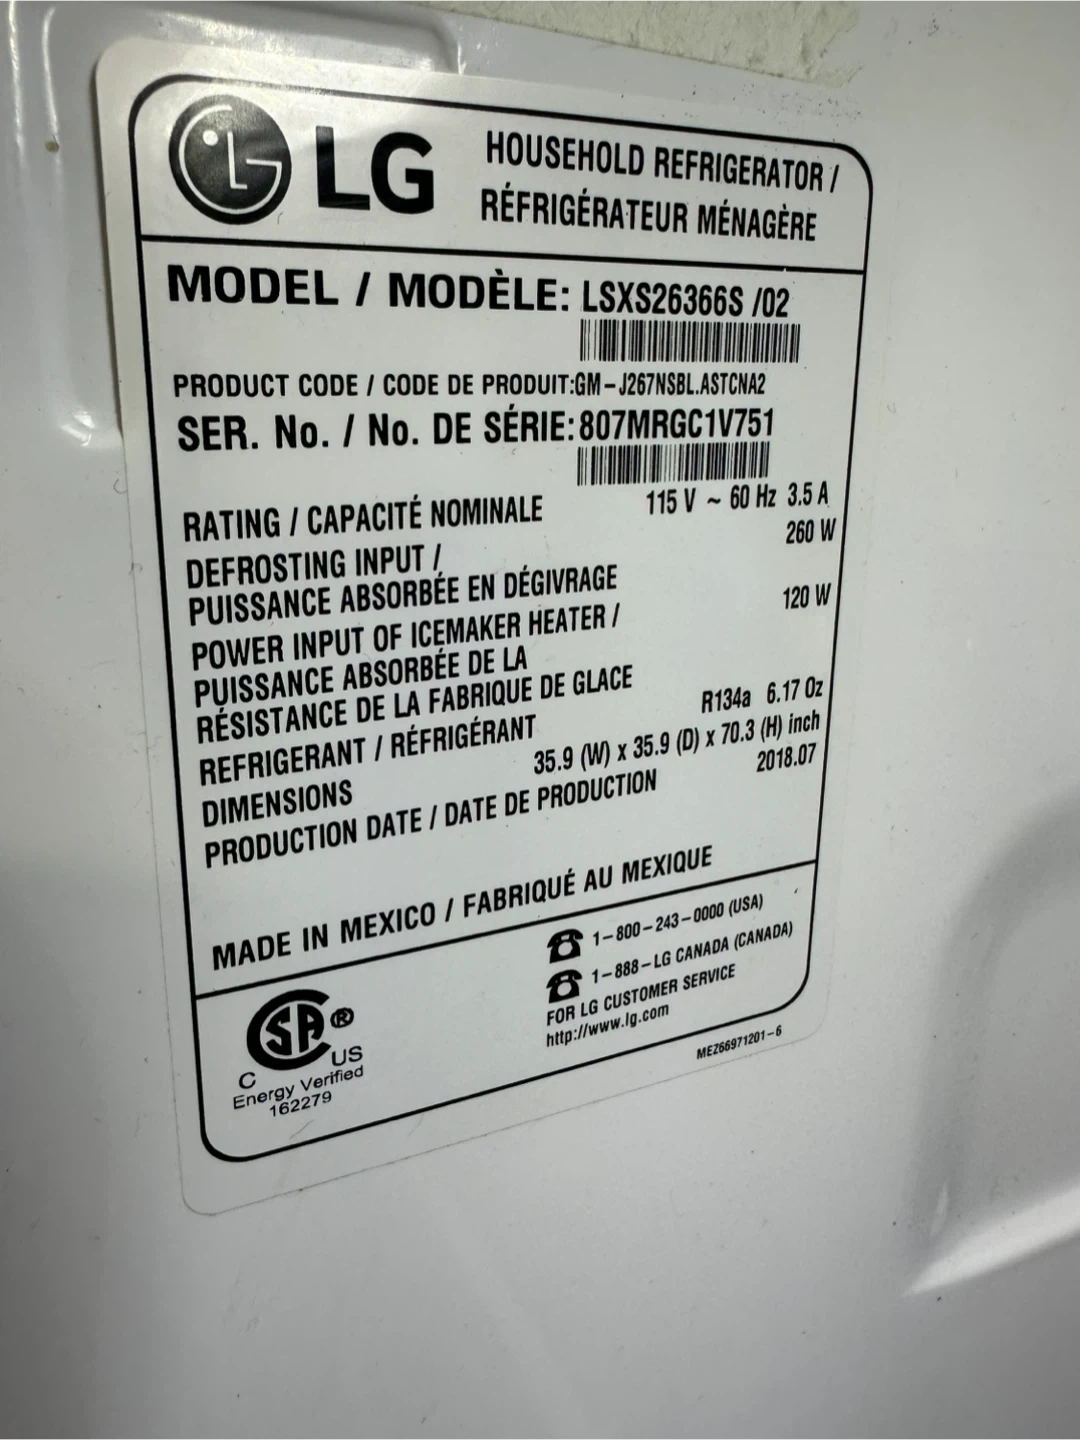 LG HOUSEHOLD REFRIGERATOR /
RÉFRIGÉRATEUR MÉNAGÈRE
MODEL / MODÈLE: LSXS26366S /02
PRODUCT CODE / CODE DE PRODUIT:GM-J267NSBL.ASTCNA2
SER. No. / No. DE SÉRIE: 807MRGC1V751
RATING / CAPACITÉ NOMINALE 115 V ~ 60 Hz 3.5 A
DEFROSTING INPUT / 260 W
PUISSANCE ABSORBÉE EN DÉGIVRAGE
POWER INPUT OF ICEMAKER HEATER / 120 W
PUISSANCE ABSORBÉE DE LA
RÉSISTANCE DE LA FABRIQUE DE GLACE
REFRIGERANT / RÉFRIGÉRANT R134a 6.17 Oz
DIMENSIONS 35.9 (W) x 35.9 (D) x 70.3 (H) inch
PRODUCTION DATE / DATE DE PRODUCTION 2018.07
MADE IN MEXICO / FABRIQUÉ AU MEXIQUE
1-800-243-0000 (USA)
1-888-LG CANADA (CANADA)
FOR LG CUSTOMER SERVICE
http://www.lg.com
SA®
C US
Energy Verified
162279
MEZ66971201-6